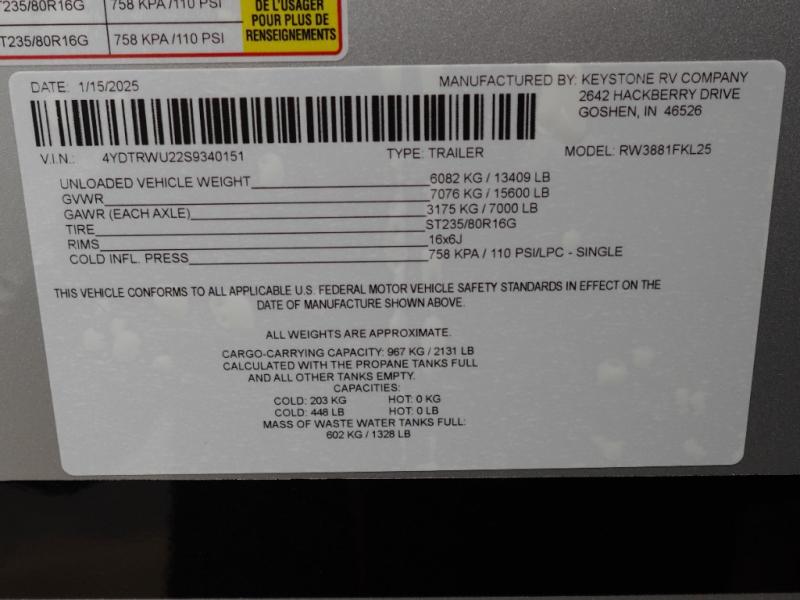 T235/80R16G 758 KPA /110 PSI DE L'USAGER
POUR PLUS DE
T235/80R16G 758 KPA /110 PSI RENSEIGNEMENTS
DATE: 1/15/2025 MANUFACTURED BY: KEYSTONE RV COMPANY
2642 HACKBERRY DRIVE
GOSHEN, IN 46526
V.I.N.: 4YDTRWU22S9340151 TYPE: TRAILER MODEL: RW3881FKL25
UNLOADED VEHICLE WEIGHT 6082 KG / 13409 LB
GVWR 7076 KG / 15600 LB
GAWR (EACH AXLE) 3175 KG / 7000 LB
TIRE ST235/80R16G
RIMS 16x6J
COLD INFL. PRESS 758 KPA / 110 PSI/LPC - SINGLE
THIS VEHICLE CONFORMS TO ALL APPLICABLE U.S. FEDERAL MOTOR VEHICLE SAFETY STANDARDS IN EFFECT ON THE
DATE OF MANUFACTURE SHOWN ABOVE.
ALL WEIGHTS ARE APPROXIMATE.
CARGO-CARRYING CAPACITY: 967 KG / 2131 LB
CALCULATED WITH THE PROPANE TANKS FULL
AND ALL OTHER TANKS EMPTY.
CAPACITIES:
COLD: 203 KG HOT: 0 KG
COLD: 448 LB HOT: 0 LB
MASS OF WASTE WATER TANKS FULL:
602 KG / 1328 LB